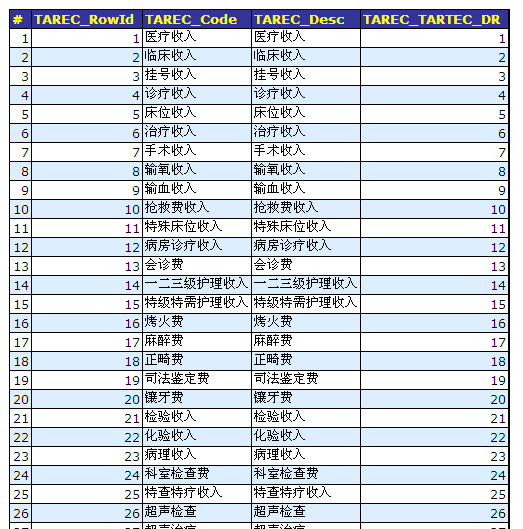 # TAREC_RowId TAREC_Code TAREC_Desc TAREC_TARTEC_DR
1 1 医疗收入 医疗收入 1
2 2 临床收入 临床收入 2
3 3 挂号收入 挂号收入 3
4 4 诊疗收入 诊疗收入 4
5 5 床位收入 床位收入 5
6 6 治疗收入 治疗收入 6
7 7 手术收入 手术收入 7
8 8 输氧收入 输氧收入 8
9 9 输血收入 输血收入 9
10 10 抢救费收入 抢救费收入 10
11 11 特殊床位收入 特殊床位收入 11
12 12 病房诊疗收入 病房诊疗收入 12
13 13 会诊费 会诊费 13
14 14 一二三级护理收入 一二三级护理收入 14
15 15 特级特需护理收入 特级特需护理收入 15
16 16 烤火费 烤火费 16
17 17 麻醉费 麻醉费 17
18 18 正畸费 正畸费 18
19 19 司法鉴定费 司法鉴定费 19
20 20 镶牙费 镶牙费 20
21 21 检验收入 检验收入 21
22 22 化验收入 化验收入 22
23 23 病理收入 病理收入 23
24 24 科室检查费 科室检查费 24
25 25 特查特疗收入 特查特疗收入 25
26 26 超声检查 超声检查 26